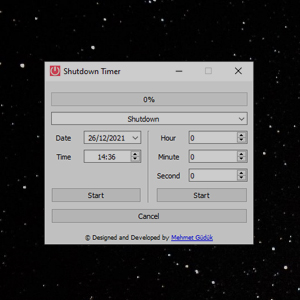 Shutdown Timer
0%
Shutdown
Date 26/12/2021 Hour 0
Time 14:36 Minute 0
Second 0
Start Start
Cancel
© Designed and Developed by Mehmet Güdük